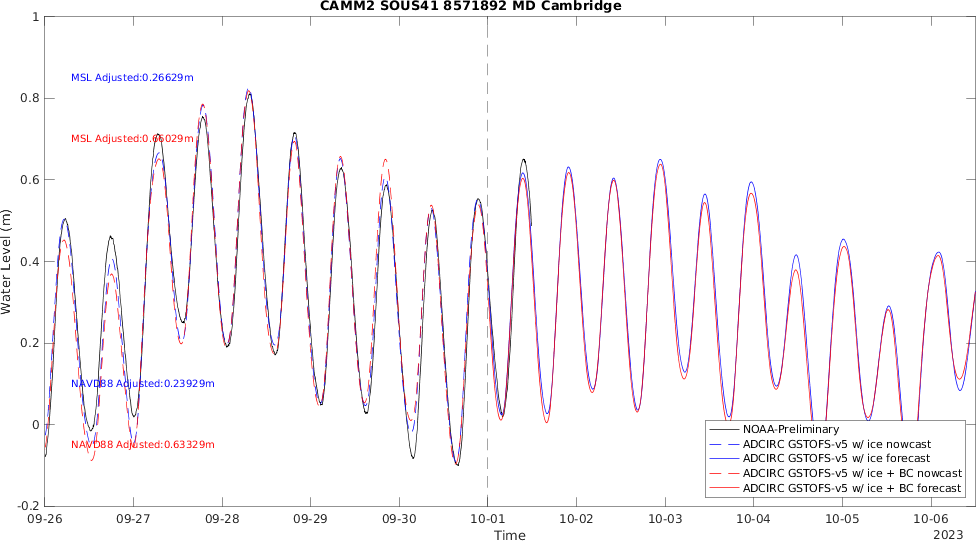 CAMM2 SOUS41 8571892 MD Cambridge
Water Level (m)
1
0.8
0.6
0.4
0.2
0
-0.2
MSL Adjusted:0.26629m
MSL Adjusted:0.66029m
NAVD88 Adjusted:0.23929m
NAVD88 Adjusted:0.63329m
NOAA-Preliminary
ADCIRC GSTOFS-v5 w/ ice nowcast
ADCIRC GSTOFS-v5 w/ ice forecast
ADCIRC GSTOFS-v5 w/ ice + BC nowcast
ADCIRC GSTOFS-v5 w/ ice + BC forecast
09-26 09-27 09-28 09-29 09-30 10-01 10-02 10-03 10-04 10-05 10-06
Time
2023